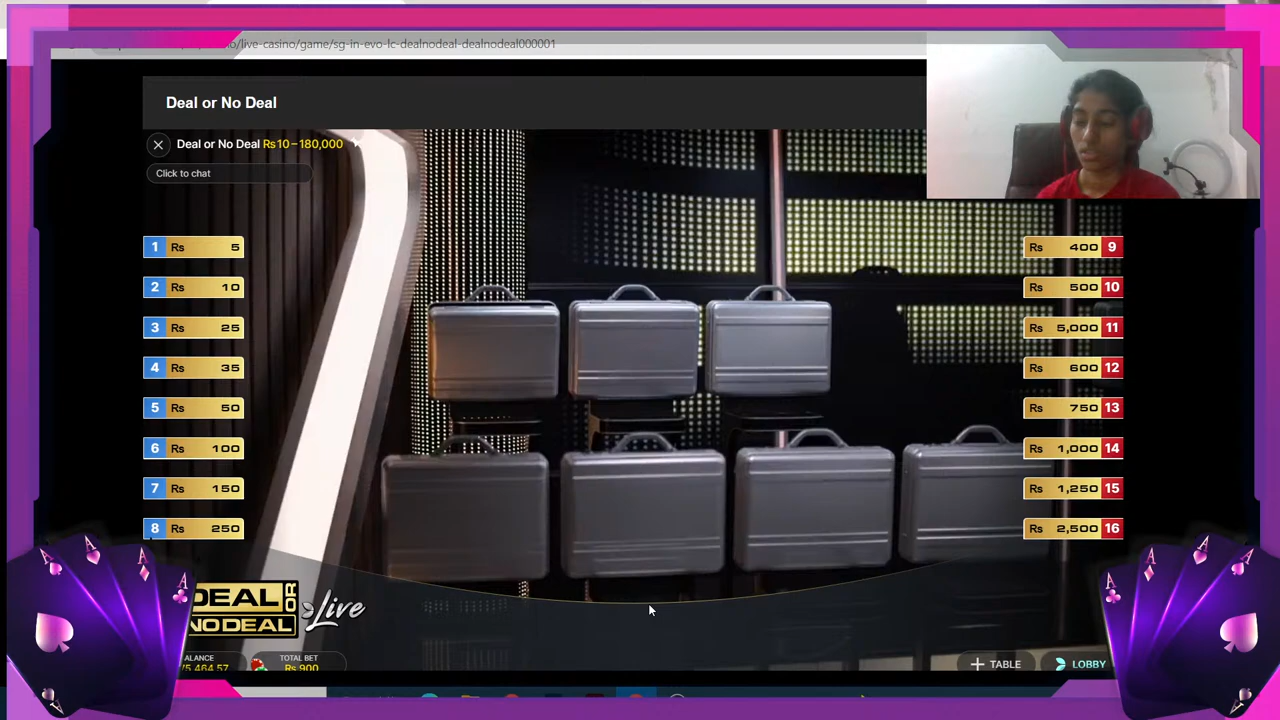 /live-casino/game/sg-in-evo-lc-dealnodeal-dealnodeal000001
Deal or No Deal
Deal or No Deal Rs10–180,000
Click to chat
1 Rs 5
2 Rs 10
3 Rs 25
4 Rs 35
5 Rs 50
6 Rs 100
7 Rs 150
8 Rs 250
Rs 400 9
Rs 500 10
Rs 5,000 11
Rs 600 12
Rs 750 13
Rs 1,000 14
Rs 1,250 15
Rs 2,500 16
DEAL OR
NO DEAL Live
ALANCE
5,464.57
TOTAL BET
Rs 900
TABLE
LOBBY
A
A
A
A
A
A
A
A